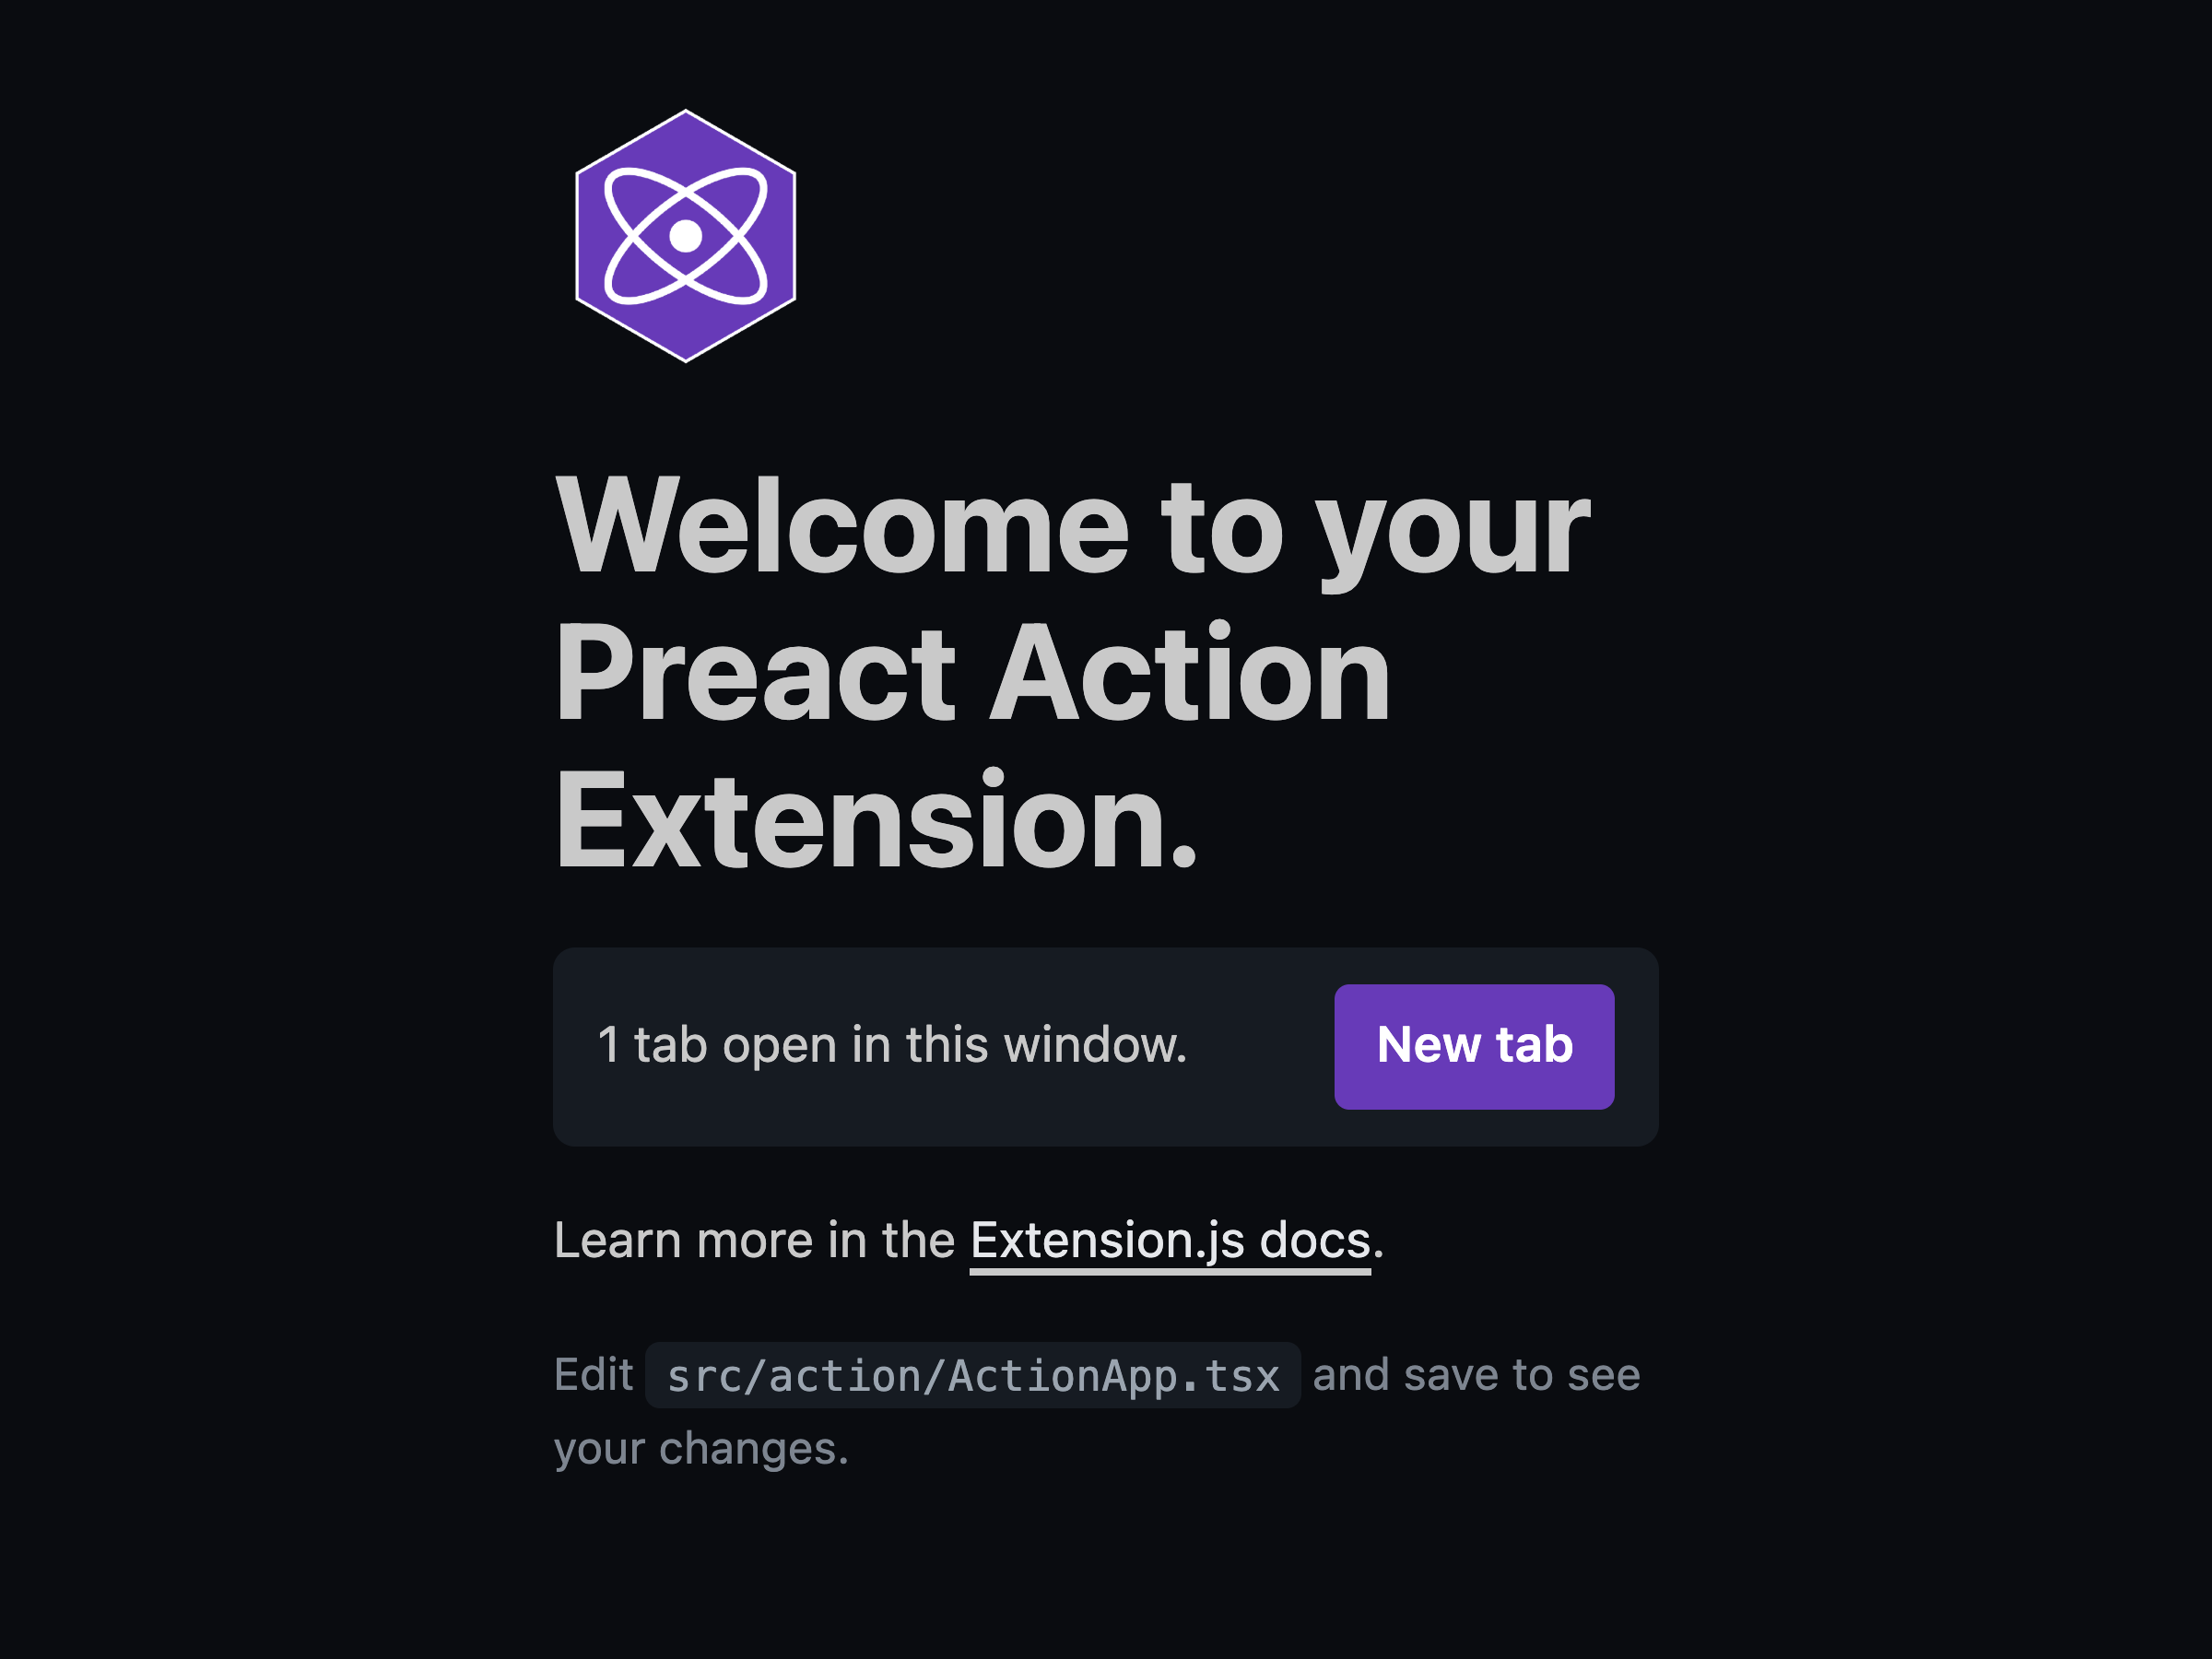 Welcome to your
Preact Action
Extension.
1 tab open in this window.
New tab
Learn more in the Extension.js docs.
Edit src/action/ActionApp.tsx and save to see
your changes.